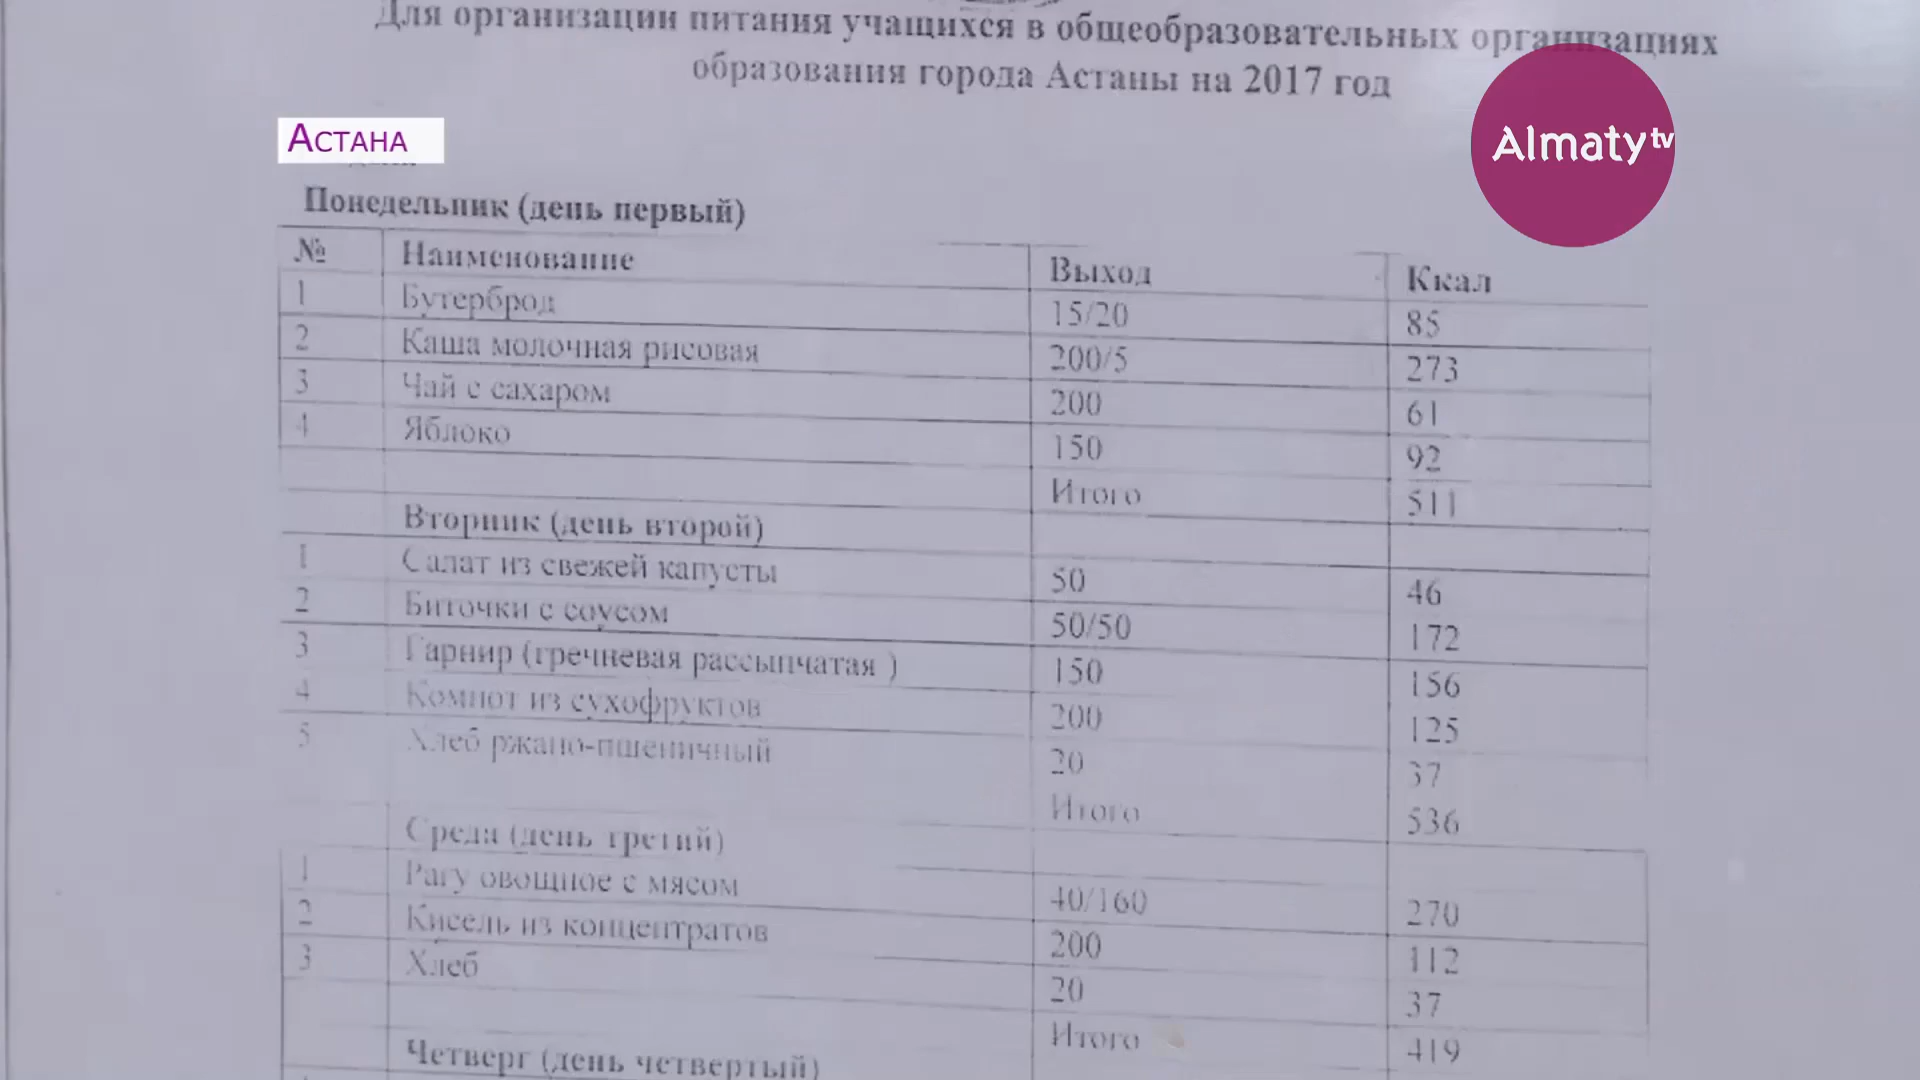 Для организации питания учащихся в общеобразовательных организациях
образования города Астаны на 2017 год
Астана
Almaty tv
Понедельник (день первый)
№ Наименование Выход Ккал
1 Бутерброд 15/20 85
2 Каша молочная рисовая 200/5 273
3 Чай с сахаром 200 61
4 Яблоко 150 92
Итого 511
Вторник (день второй)
1 Салат из свежей капусты 50 46
2 Биточки с соусом 50/50 172
3 Гарнир (гречневая рассыпчатая ) 150 156
4 Компот из сухофруктов 200 125
5 Хлеб ржано-пшеничный 20 37
Итого 536
Среда (день третий)
1 Рагу овощное с мясом 40/160 270
2 Кисель из концентратов 200 112
3 Хлеб 20 37
Итого 419
Четверг (день четвертый)